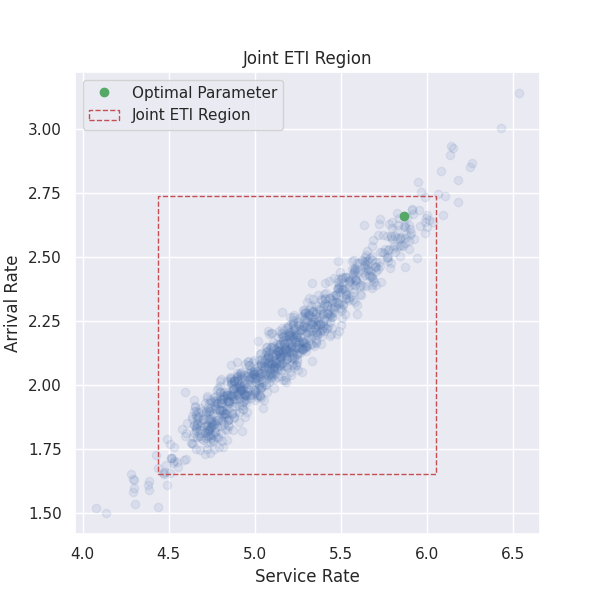 Joint ETI Region
Optimal Parameter
Joint ETI Region
3.00
2.75
2.50
2.25
2.00
1.75
1.50
Arrival Rate
4.0 4.5 5.0 5.5 6.0 6.5
Service Rate